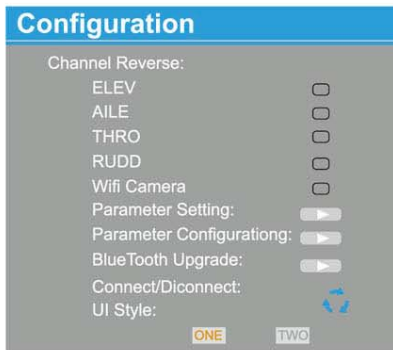 Configuration
Channel Reverse:
ELEV
AILE
THRO
RUDD
Wifi Camera
Parameter Setting:
Parameter Configurationg:
BlueTooth Upgrade:
Connect/Diconnect:
UI Style:
ONE TWO